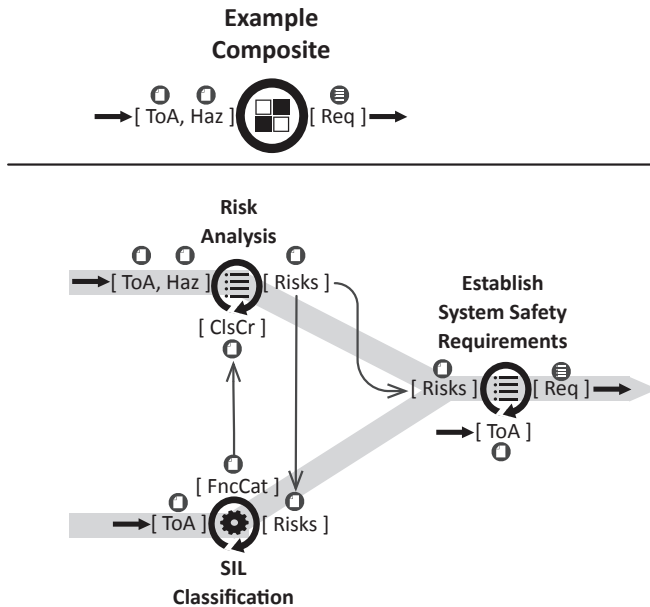 Example
Composite
[ ToA, Haz ]
[ Req ]
Risk
Analysis
[ ToA, Haz ]
[ Risks ]
[ ClsCr ]
Establish
System Safety
Requirements
[ Risks ]
[ Req ]
[ ToA ]
[ FncCat ]
[ ToA ]
[ Risks ]
SIL
Classification